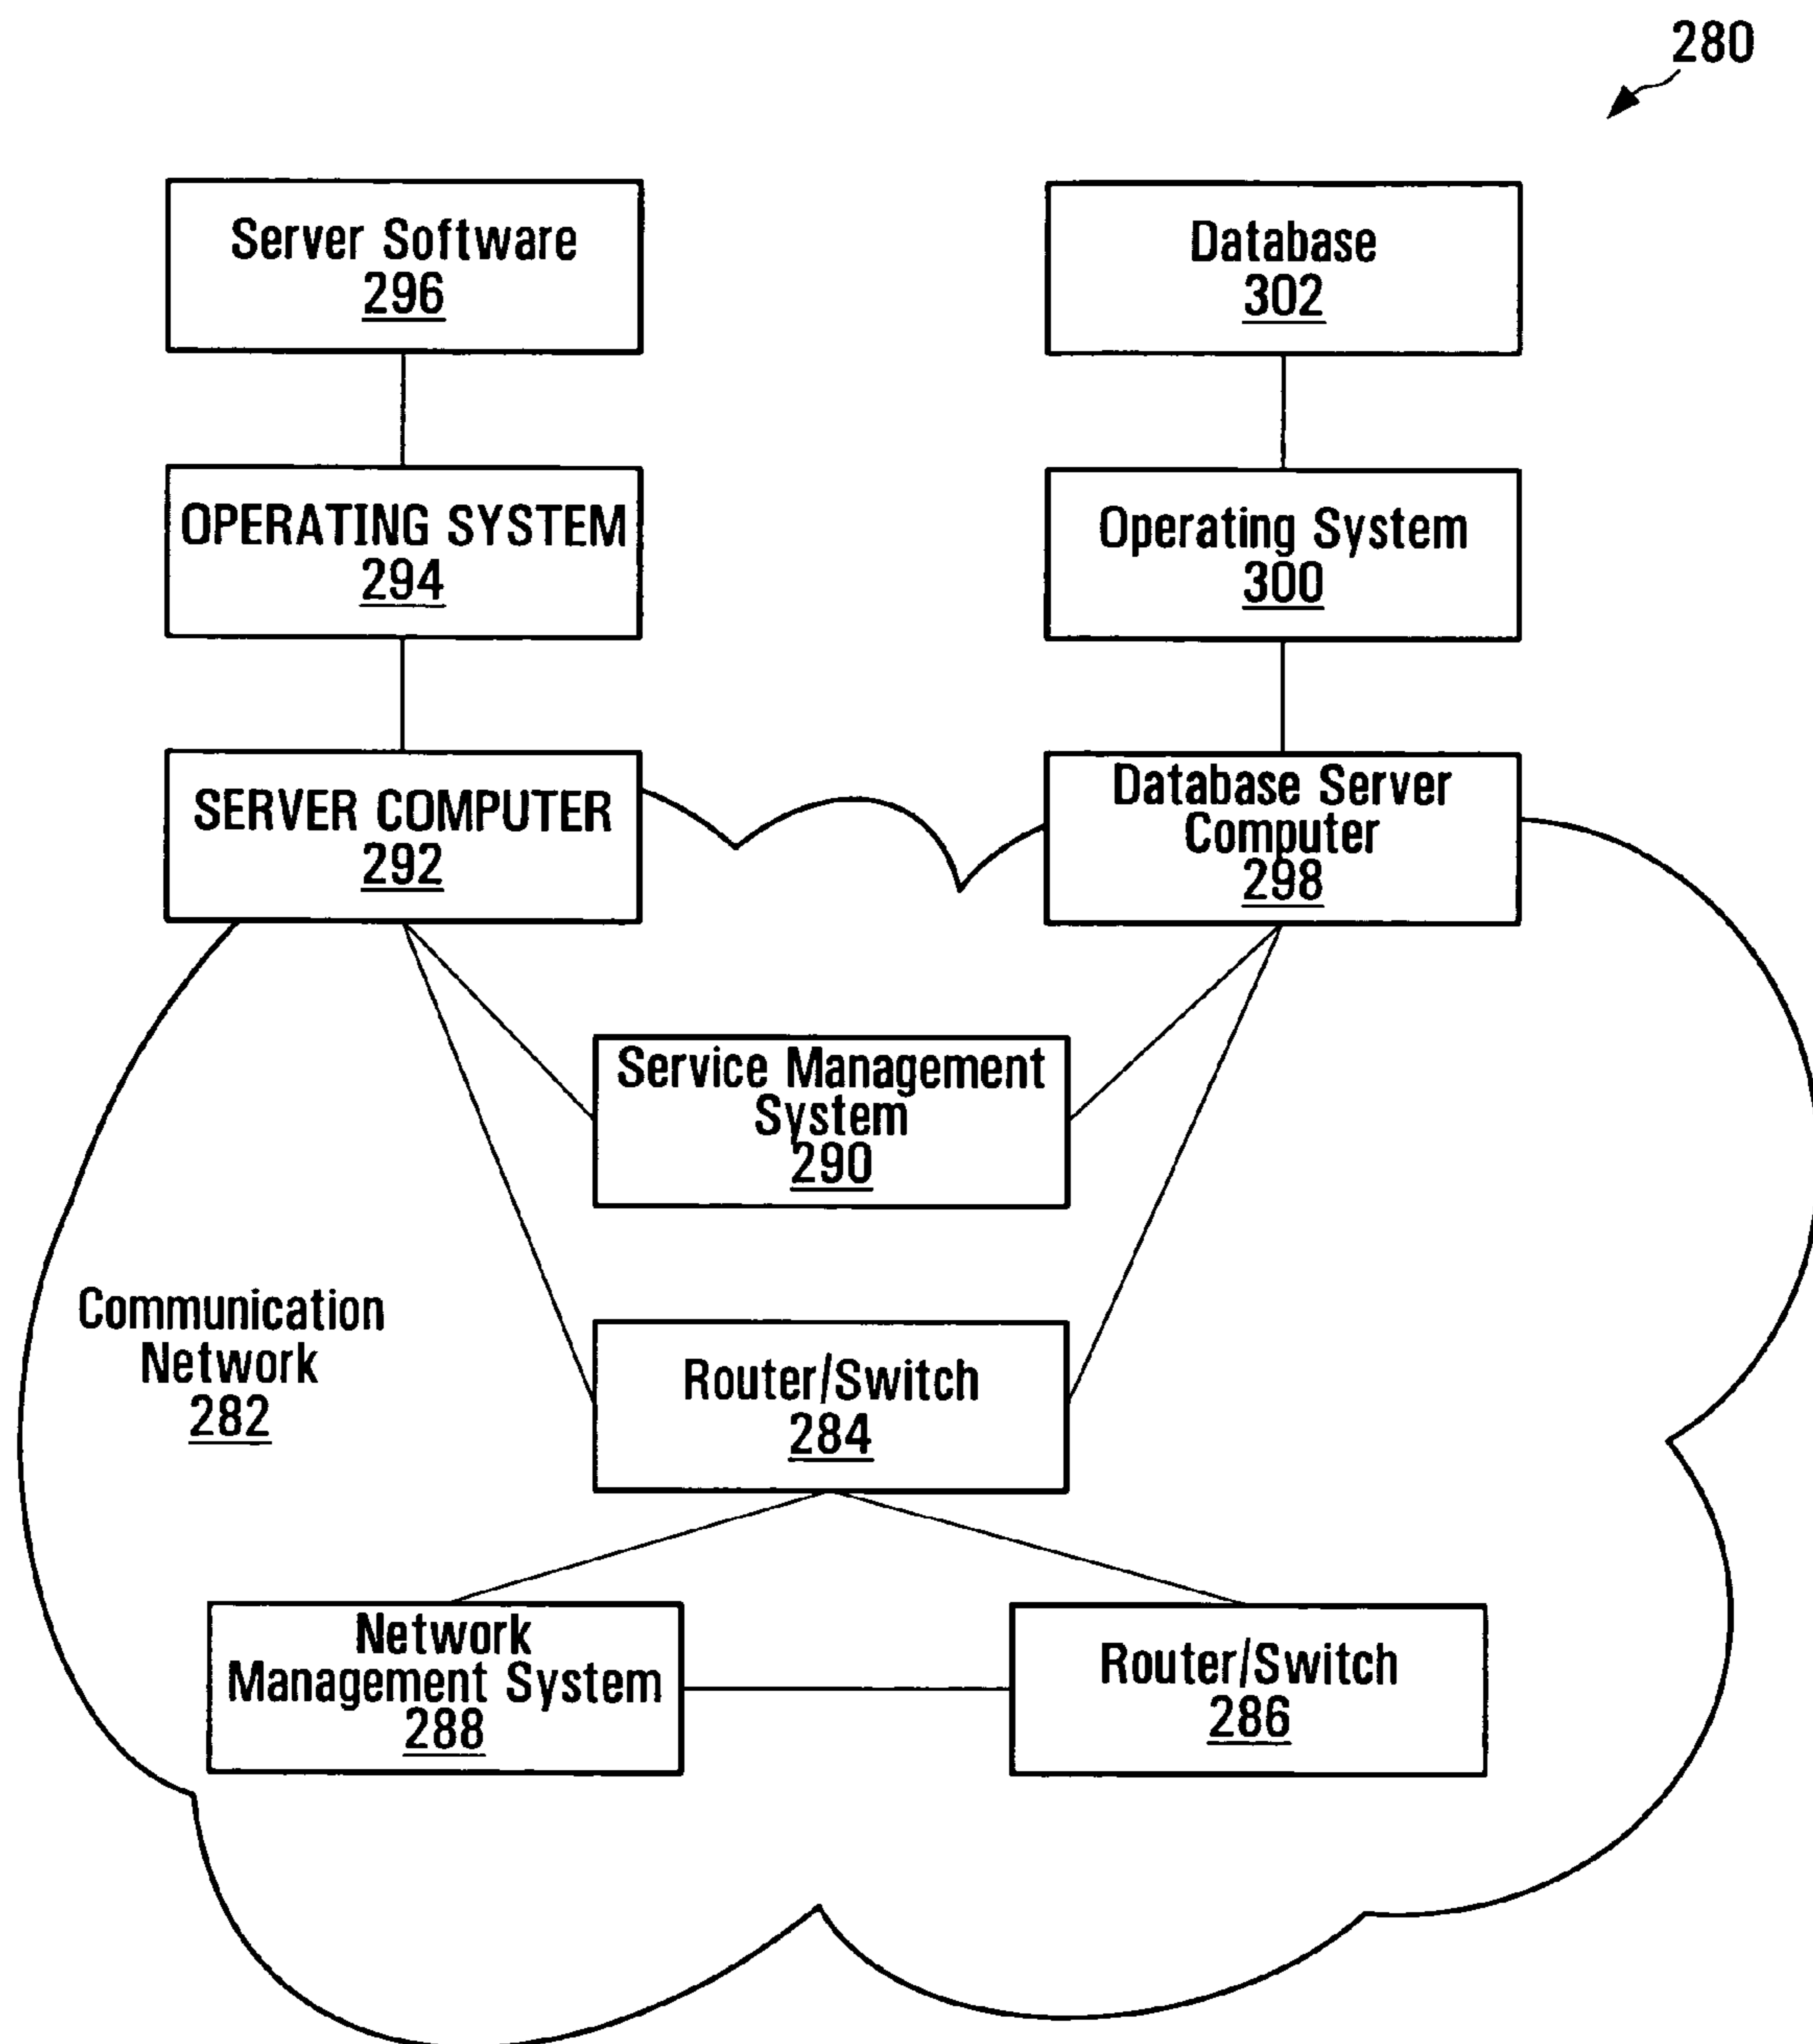 280
Server Software
296
Database
302
OPERATING SYSTEM
294
Operating System
300
SERVER COMPUTER
292
Database Server
Computer
298
Service Management
System
290
Communication
Network
282
Router/Switch
284
Network
Management System
288
Router/Switch
286